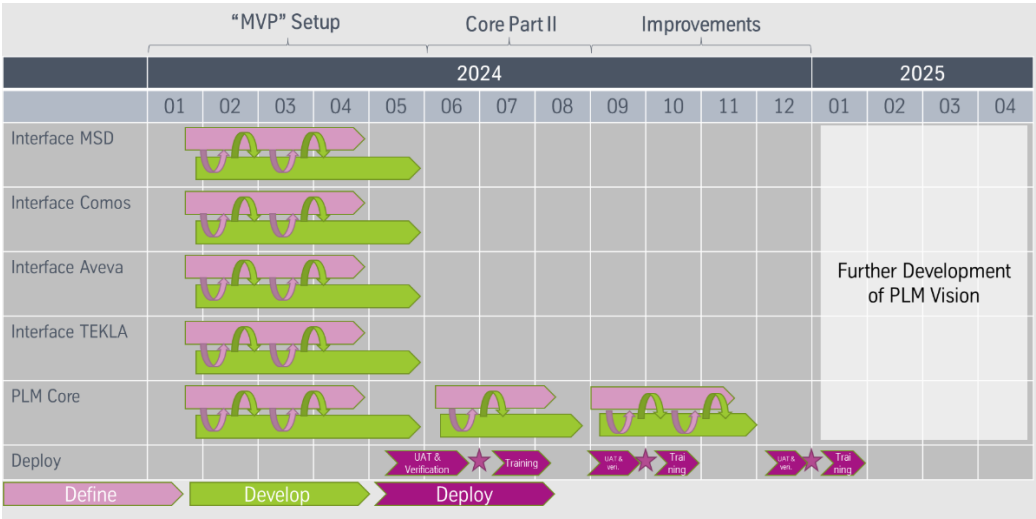 “MVP” Setup
Core Part II
Improvements
2024
2025
01 02 03 04 05 06 07 08 09 10 11 12 01 02 03 04
Interface MSD
Interface Comos
Interface Aveva
Interface TEKLA
Further Development
of PLM Vision
PLM Core
Deploy
UAT &
Verification
Training
UAT &
veri.
Trai
ning
UAT &
veri.
Trai
ning
Define
Develop
Deploy